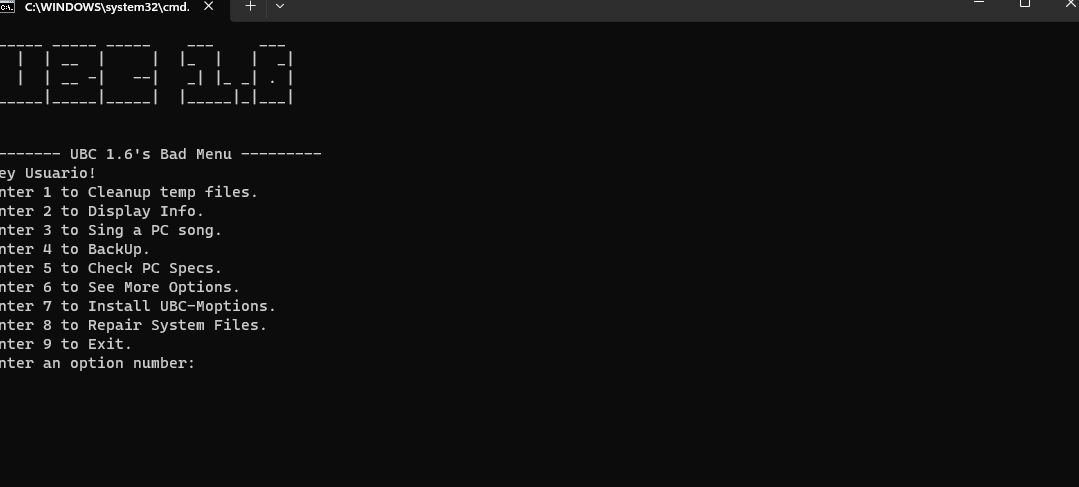 C:\WINDOWS\system32\cmd.
UBC 1.6
------- UBC 1.6's Bad Menu ---------
ey Usuario!
nter 1 to Cleanup temp files.
nter 2 to Display Info.
nter 3 to Sing a PC song.
nter 4 to BackUp.
nter 5 to Check PC Specs.
nter 6 to See More Options.
nter 7 to Install UBC-Moptions.
nter 8 to Repair System Files.
nter 9 to Exit.
nter an option number: